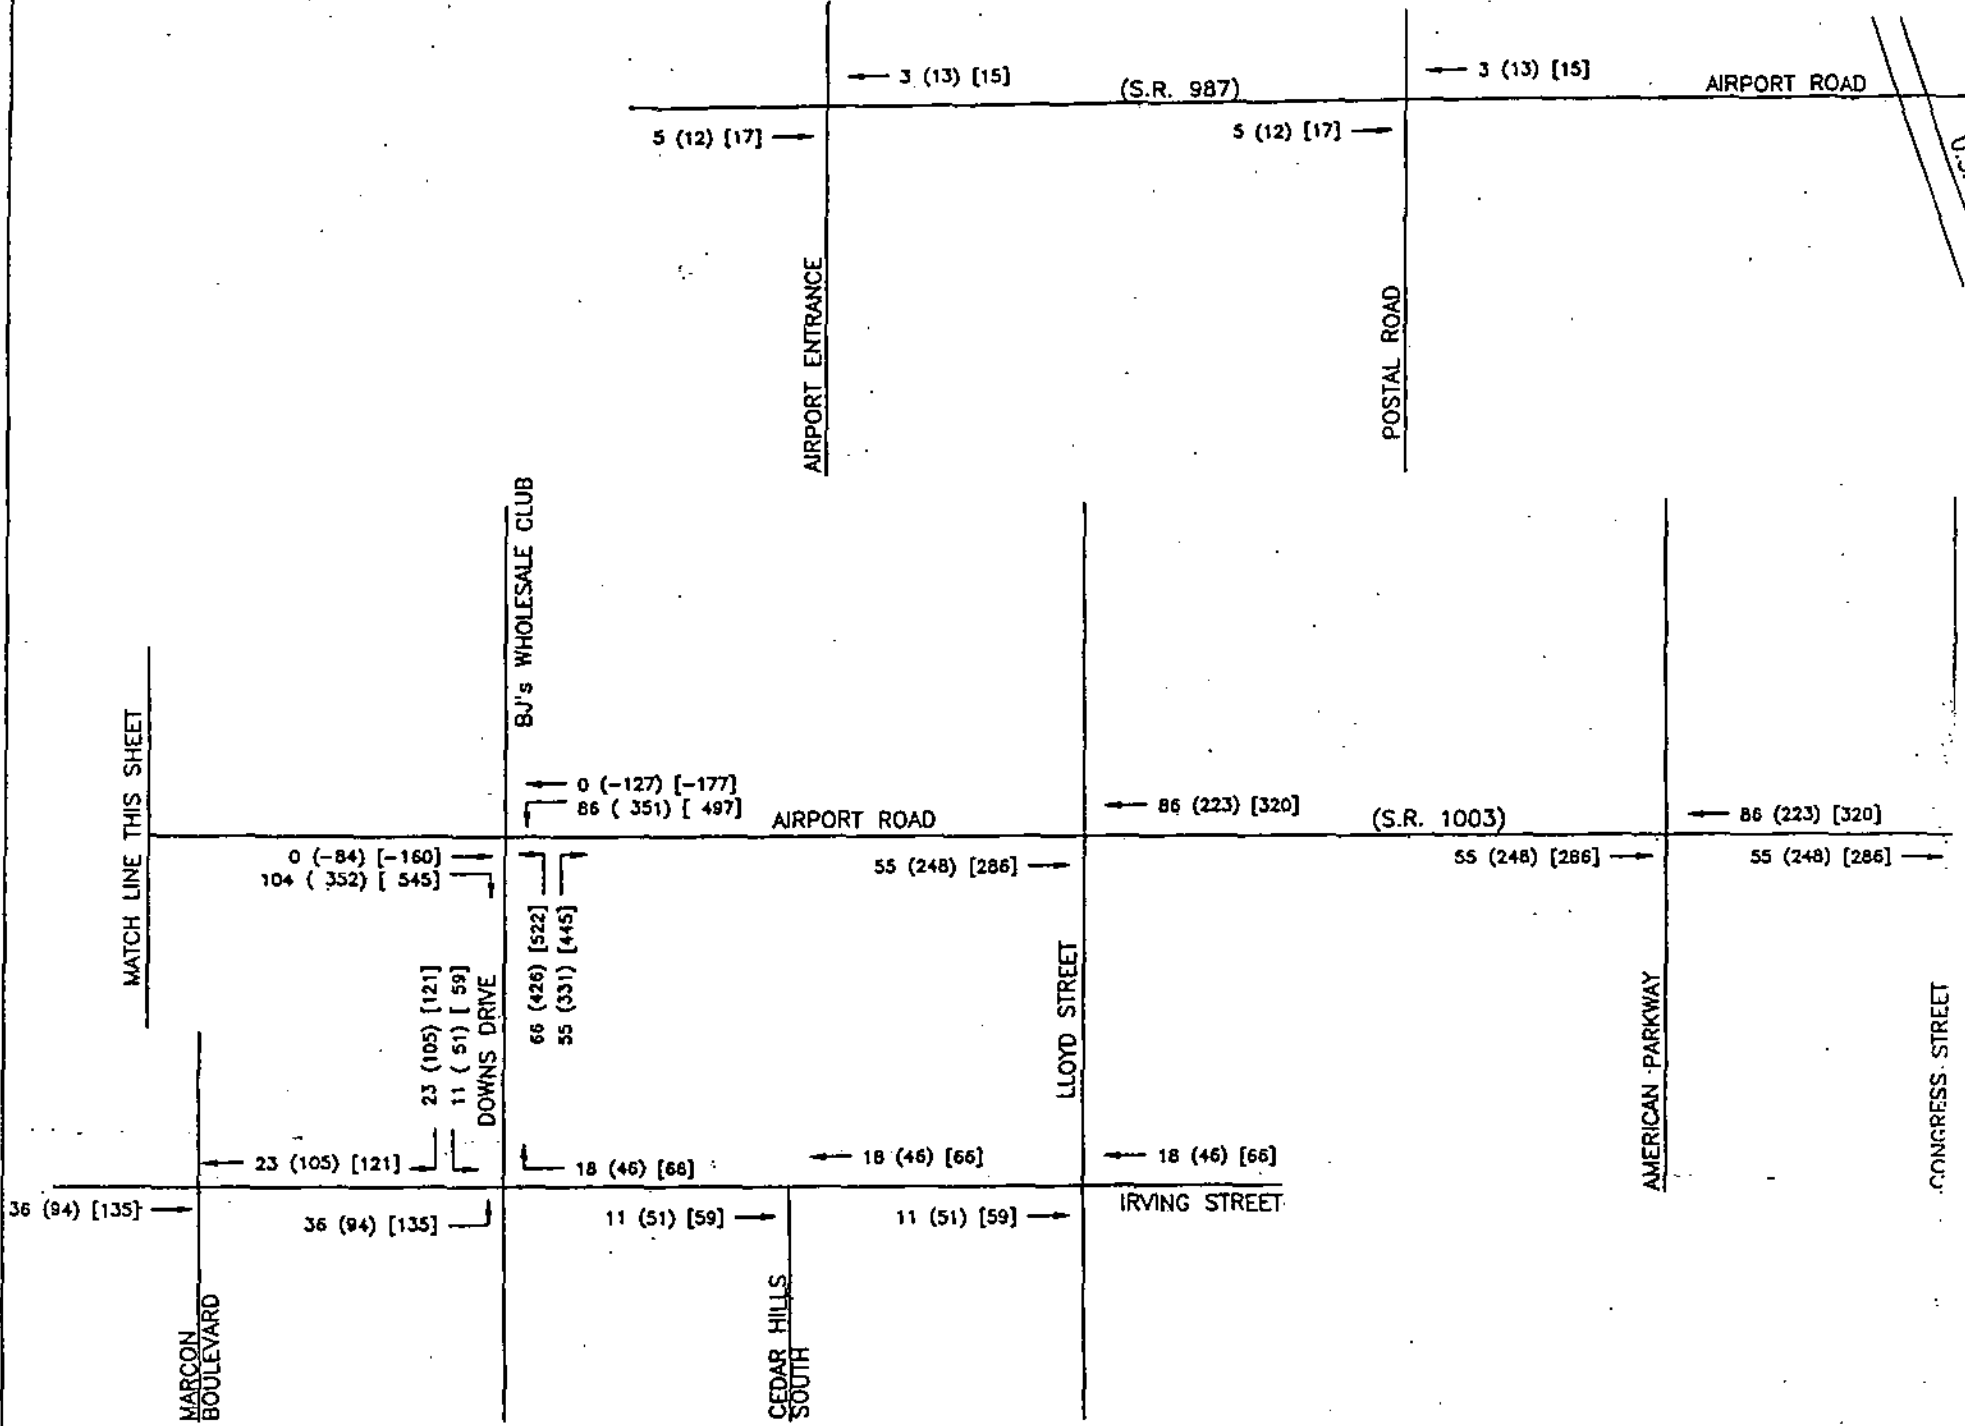 3 (13) [15]
(S.R. 987)
3 (13) [15]
AIRPORT ROAD
5 (12) [17]
5 (12) [17]
AIRPORT ENTRANCE
POSTAL ROAD
BJ's WHOLESALE CLUB
MATCH LINE THIS SHEET
0 (-127) [-177]
86 ( 351) [ 497]
AIRPORT ROAD
86 (223) [320]
(S.R. 1003)
86 (223) [320]
0 (-84) [-160]
104 ( 352) [ 545]
55 (248) [286]
55 (248) [286]
55 (248) [286]
66 (426) [522]
55 (331) [445]
23 (105) [121]
11 ( 51) [ 59]
DOWNS DRIVE
LLOYD STREET
AMERICAN PARKWAY
CONGRESS STREET
23 (105) [121]
18 (46) [66]
18 (46) [66]
18 (46) [66]
IRVING STREET
36 (94) [135]
36 (94) [135]
11 (51) [59]
11 (51) [59]
MARCON
BOULEVARD
CEDAR HILLS
SOUTH